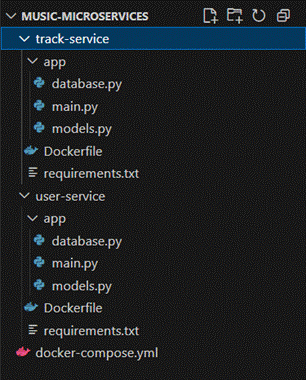 MUSIC-MICROSERVICES
track-service
app
database.py
main.py
models.py
Dockerfile
requirements.txt
user-service
app
database.py
main.py
models.py
Dockerfile
requirements.txt
docker-compose.yml